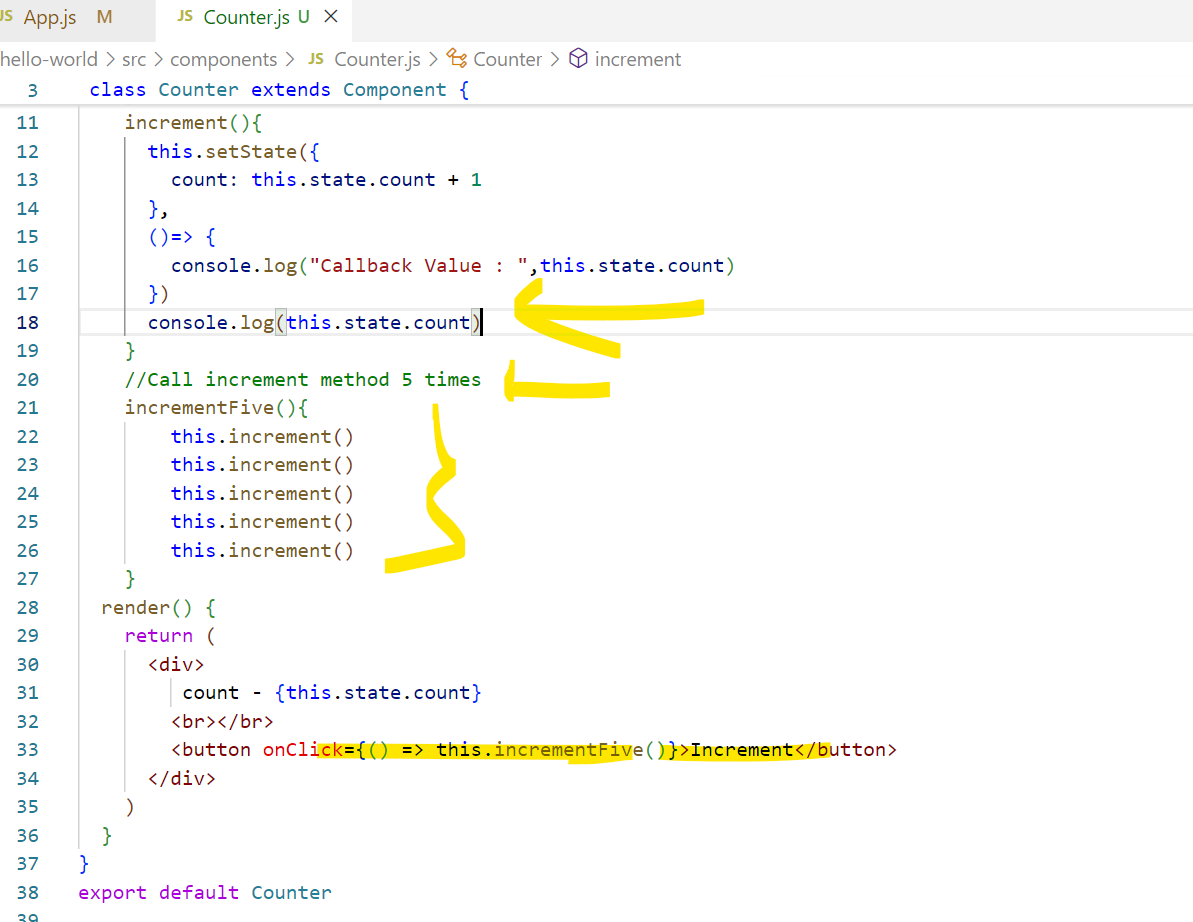 JS App.js M JS Counter.js U
hello-world > src > components > JS Counter.js > Counter > increment
3 class Counter extends Component {
11 increment(){
12 this.setState({
13 count: this.state.count + 1
14 },
15 ()=> {
16 console.log("Callback Value : ",this.state.count)
17 })
18 console.log(this.state.count)
19 }
20 //Call increment method 5 times
21 incrementFive(){
22 this.increment()
23 this.increment()
24 this.increment()
25 this.increment()
26 this.increment()
27 }
28 render() {
29 return (
30 <div>
31 count - {this.state.count}
32 <br></br>
33 <button onClick={() => this.incrementFive()}>Increment</button>
34 </div>
35 )
36 }
37 }
38 export default Counter
39